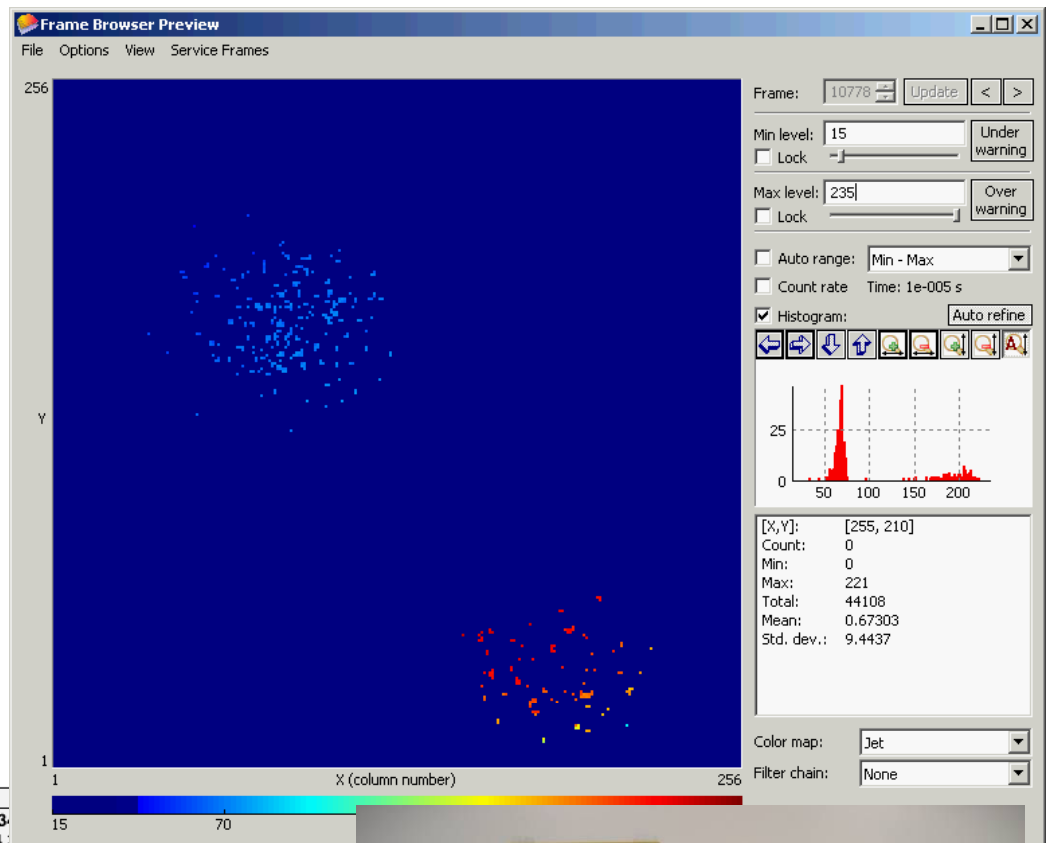 Frame Browser Preview
File Options View Service Frames
256
Y
1
1 X (column number) 256
15 70
Frame: 10778 Update < >
Min level: 15 Under warning
Lock
Max level: 235 Over warning
Lock
Auto range: Min - Max
Count rate Time: 1e-005 s
Histogram: Auto refine
A
25
0
50 100 150 200
[X,Y]: [255, 210]
Count: 0
Min: 0
Max: 221
Total: 44108
Mean: 0.67303
Std. dev.: 9.4437
Color map: Jet
Filter chain: None